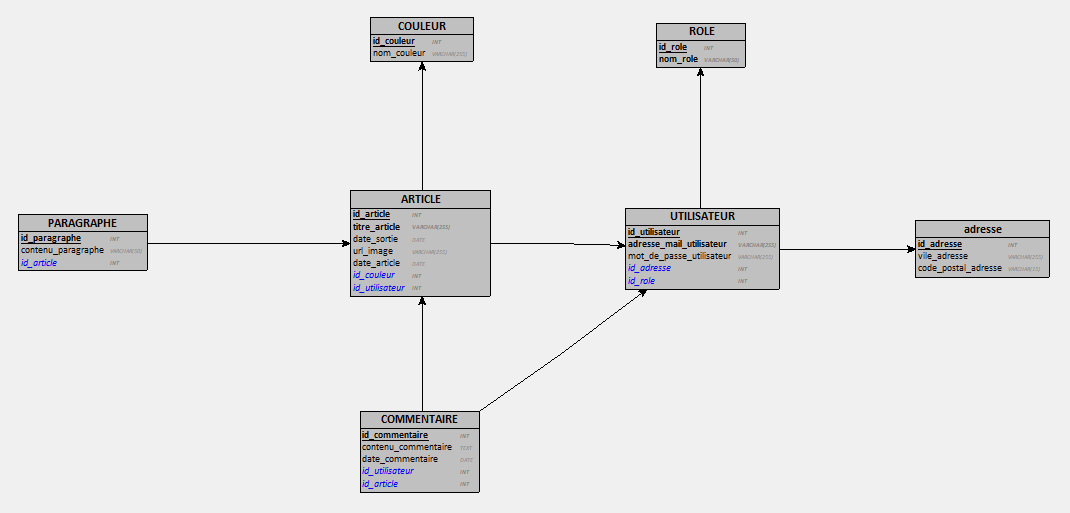 COULEUR
id_couleur INT
nom_couleur VARCHAR(255)
ROLE
id_role INT
nom_role VARCHAR(50)
PARAGRAPHE
id_paragraphe INT
contenu_paragraphe VARCHAR(50)
id_article INT
ARTICLE
id_article INT
titre_article VARCHAR(255)
date_sortie DATE
url_image VARCHAR(255)
date_article DATE
id_couleur INT
id_utilisateur INT
UTILISATEUR
id_utilisateur INT
adresse_mail_utilisateur VARCHAR(255)
mot_de_passe_utilisateur VARCHAR(255)
id_adresse INT
id_role INT
adresse
id_adresse INT
vile_adresse VARCHAR(255)
code_postal_adresse
COMMENTAIRE
id_commentaire INT
contenu_commentaire TEXT
date_commentaire DATE
id_utilisateur INT
id_article INT